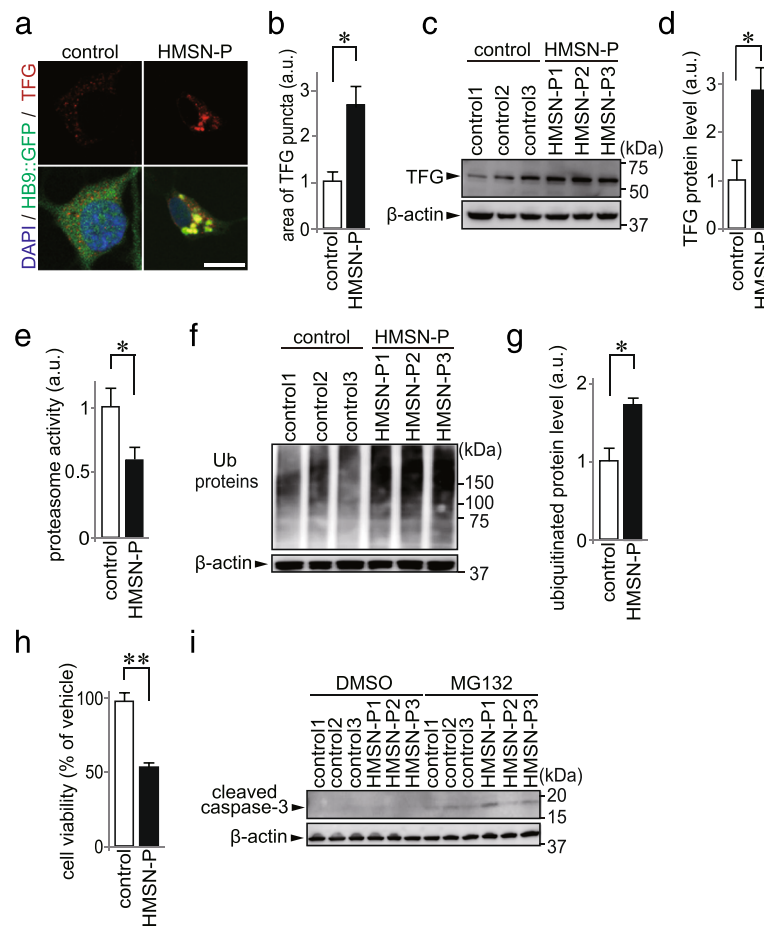 a
control
HMSN-P
DAPI / HB9::GFP / TFG
b
*
area of TFG puncta (a.u.)
3
2
1
0
control
HMSN-P
c
control
HMSN-P
control1
control2
control3
HMSN-P1
HMSN-P2
HMSN-P3
(kDa)
TFG
75
50
β-actin
37
d
*
TFG protein level (a.u.)
3
2
1
0
control
HMSN-P
e
*
proteasome activity (a.u.)
1
0.5
0
control
HMSN-P
f
control
HMSN-P
control1
control2
control3
HMSN-P1
HMSN-P2
HMSN-P3
(kDa)
Ub
proteins
150
100
75
β-actin
37
g
*
ubiquitinated protein level (a.u.)
2
1
0
control
HMSN-P
h
**
cell viability (% of vehicle)
100
50
0
control
HMSN-P
i
DMSO
MG132
control1
control2
control3
HMSN-P1
HMSN-P2
HMSN-P3
control1
control2
control3
HMSN-P1
HMSN-P2
HMSN-P3
(kDa)
cleaved
caspase-3
20
15
β-actin
37